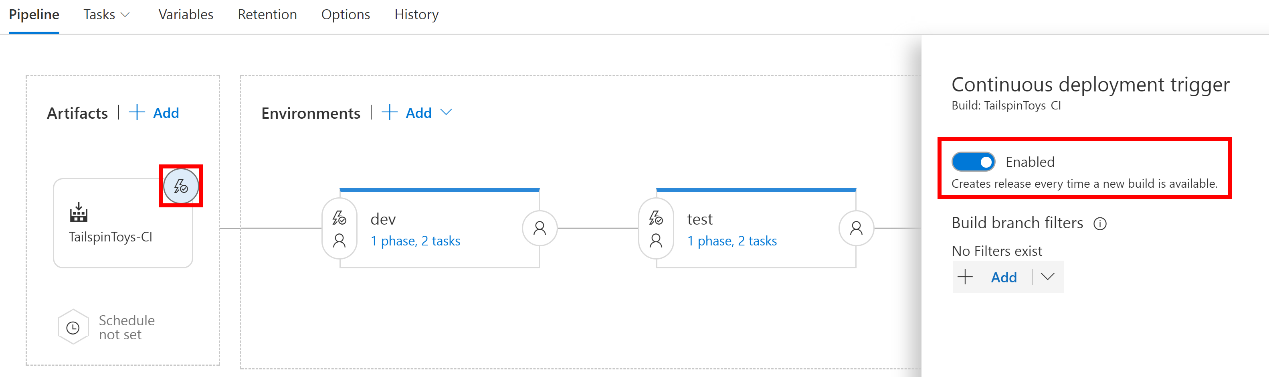 Pipeline Tasks Variables Retention Options History
Artifacts | + Add
Environments | + Add
TailspinToys-CI
Schedule
not set
dev
1 phase, 2 tasks
test
1 phase, 2 tasks
Continuous deployment trigger
Build: TailspinToys CI
Enabled
Creates release every time a new build is available.
Build branch filters
No Filters exist
+ Add